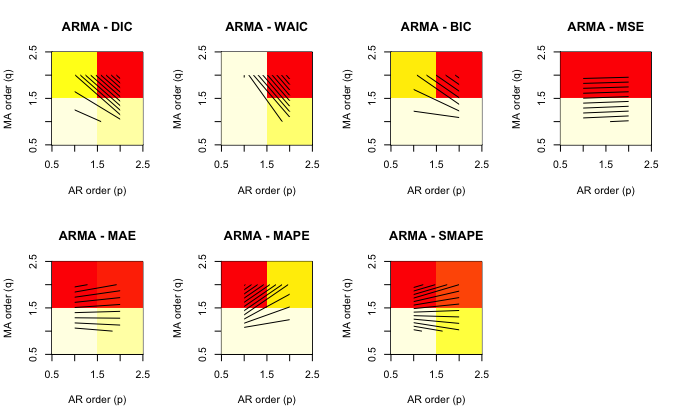 ARMA - DIC
MA order (q)
0.5 1.5 2.5
0.5 1.5 2.5
AR order (p)
ARMA - WAIC
MA order (q)
0.5 1.5 2.5
0.5 1.5 2.5
AR order (p)
ARMA - BIC
MA order (q)
0.5 1.5 2.5
0.5 1.5 2.5
AR order (p)
ARMA - MSE
MA order (q)
0.5 1.5 2.5
0.5 1.5 2.5
AR order (p)
ARMA - MAE
MA order (q)
0.5 1.5 2.5
0.5 1.5 2.5
AR order (p)
ARMA - MAPE
MA order (q)
0.5 1.5 2.5
0.5 1.5 2.5
AR order (p)
ARMA - SMAPE
MA order (q)
0.5 1.5 2.5
0.5 1.5 2.5
AR order (p)